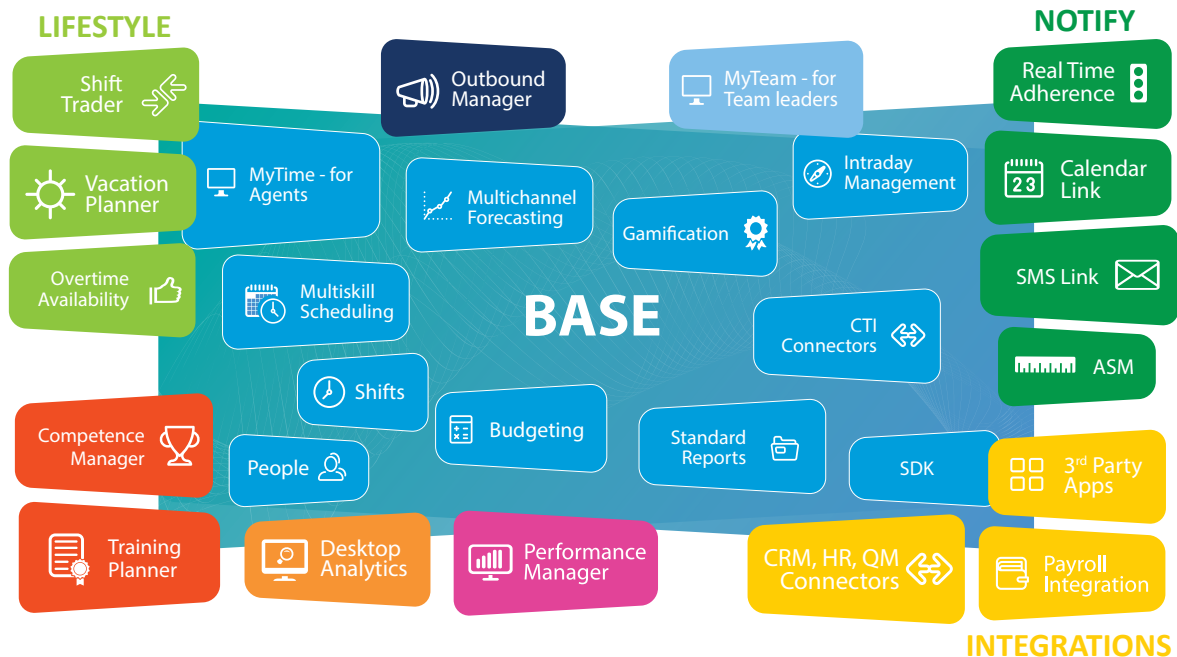 LIFESTYLE
NOTIFY
Shift
Trader
Outbound
Manager
MyTeam - for
Team leaders
Real Time
Adherence
Vacation
Planner
MyTime - for
Agents
Multichannel
Forecasting
Gamification
Intraday
Management
23
Calendar
Link
Overtime
Availability
Multiskill
Scheduling
BASE
CTI
Connectors
SMS Link
Shifts
ASM
Competence
Manager
People
Budgeting
Standard
Reports
SDK
3rd Party
Apps
Training
Planner
Desktop
Analytics
Performance
Manager
CRM, HR, QM
Connectors
Payroll
Integration
INTEGRATIONS